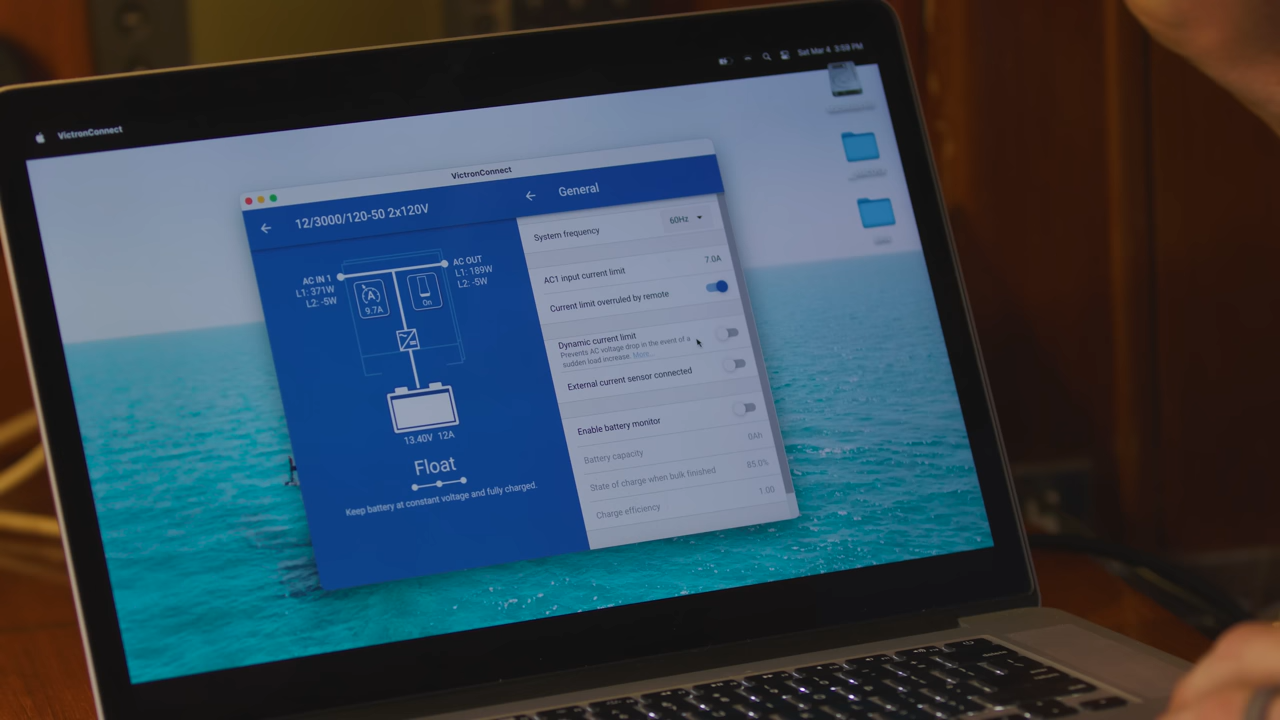 VictronConnect
Sat Mar 4 3:59 PM
VictronConnect
12/3000/120-50 2x120V
General
AC IN 1
L1: 371W
L2: -5W
AC OUT
L1: 189W
L2: -5W
9.7A
On
13.40V 12A
Float
Keep battery at constant voltage and fully charged.
System frequency 60Hz
AC1 input current limit 7.0A
Current limit overruled by remote
Dynamic current limit
Prevents AC voltage drop in the event of a
sudden load increase. More...
External current sensor connected
Enable battery monitor
Battery capacity 0Ah
State of charge when bulk finished 85.0%
Charge efficiency 1.00